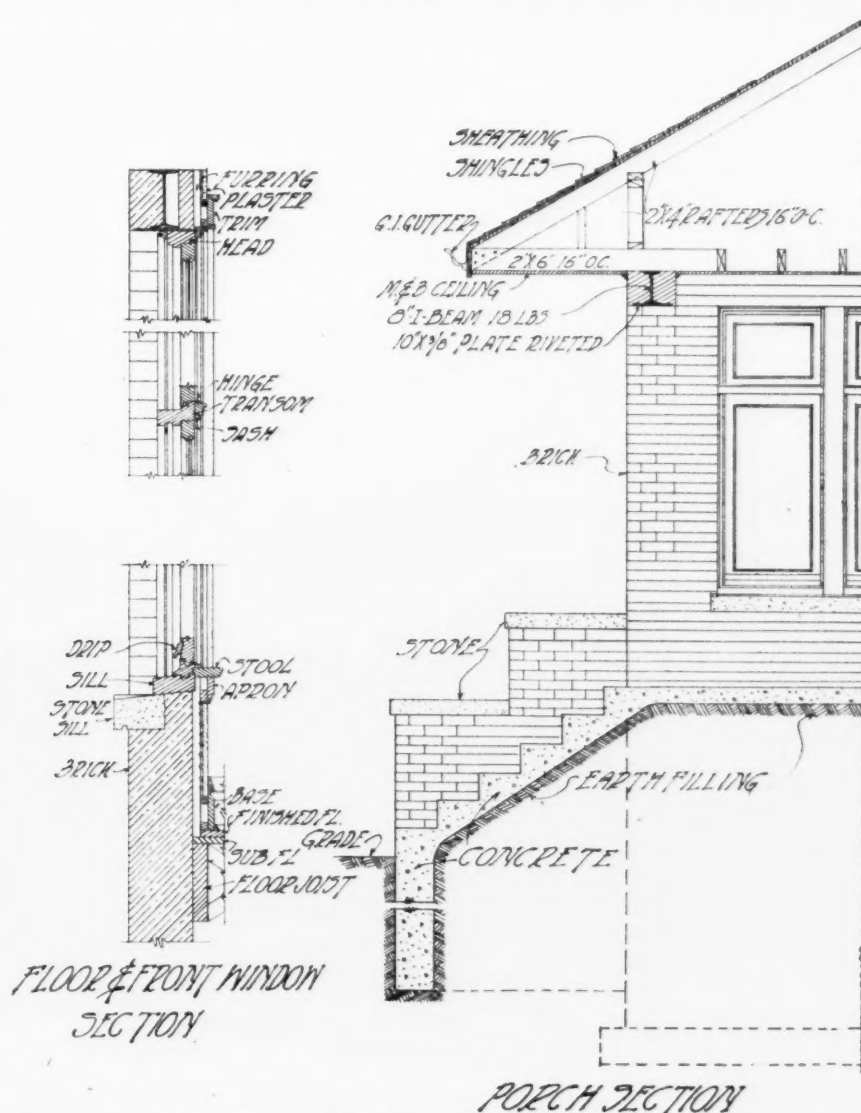 FURRING
PLASTER
TRIM
HEAD
HINGE
TRANSOM
SASH
DRIP
SILL
STONE
SILL
BRICK
STOOL
APRON
BASE
FINISHED FL.
SUB FL
FLOOR JOIST
FLOOR & FRONT WINDOW
SECTION
SHEATHING
SHINGLES
G.I. GUTTER
2"X4" RAFTERS 16" O-C.
2"X6" 16" O.C.
M.&B CEILING
8"-I-BEAM 18 LBS
10"X3/8" PLATE RIVETED
BRICK
STONE
EARTH FILLING
GRADE
CONCRETE
PORCH SECTION